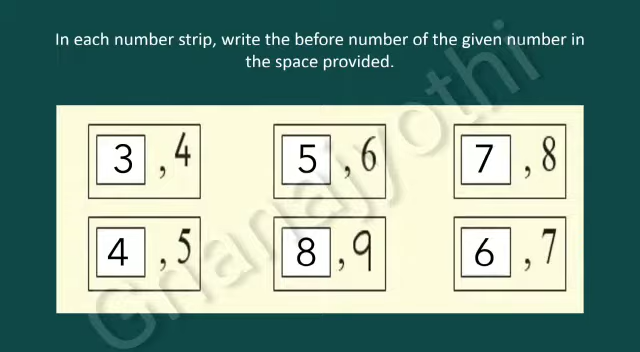 In each number strip, write the before number of the given number in
the space provided.
3 , 4 5 , 6 7 , 8
4 , 5 8 , 9 6 , 7
Gnanajyothi